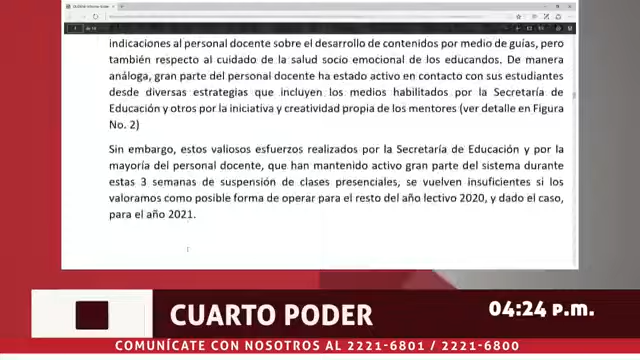 indicaciones al personal docente sobre el desarrollo de contenidos por medio de guías, pero
también respecto al cuidado de la salud socio emocional de los educandos. De manera
análoga, gran parte del personal docente ha estado activo en contacto con sus estudiantes
desde diversas estrategias que incluyen los medios habilitados por la Secretaría de
Educación y otros por la iniciativa y creatividad propia de los mentores (ver detalle en Figura
No. 2)
Sin embargo, estos valiosos esfuerzos realizados por la Secretaría de Educación y por la
mayoría del personal docente, que han mantenido activo gran parte del sistema durante
estas 3 semanas de suspensión de clases presenciales, se vuelven insuficientes si los
valoramos como posible forma de operar para el resto del año lectivo 2020, y dado el caso,
para el año 2021.
CUARTO PODER
04:24 P.m.
COMUNÍCATE CON NOSOTROS AL 2221-6801 / 2221-6800